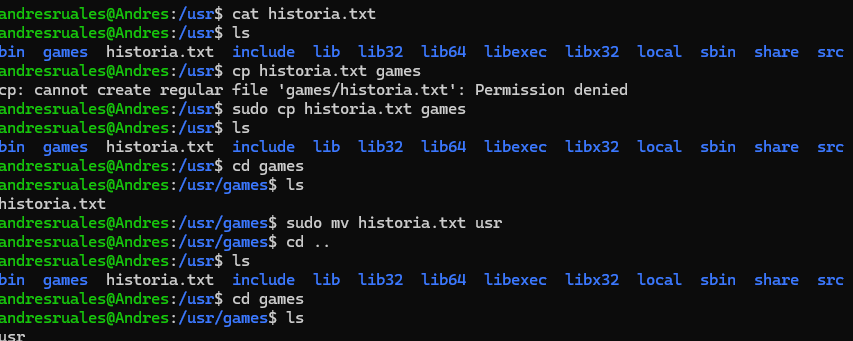 andresruales@Andres:/usr$ cat historia.txt
andresruales@Andres:/usr$ ls
bin games historia.txt include lib lib32 lib64 libexec libx32 local sbin share src
andresruales@Andres:/usr$ cp historia.txt games
cp: cannot create regular file 'games/historia.txt': Permission denied
andresruales@Andres:/usr$ sudo cp historia.txt games
andresruales@Andres:/usr$ ls
bin games historia.txt include lib lib32 lib64 libexec libx32 local sbin share src
andresruales@Andres:/usr$ cd games
andresruales@Andres:/usr/games$ ls
historia.txt
andresruales@Andres:/usr/games$ sudo mv historia.txt usr
andresruales@Andres:/usr/games$ cd ..
andresruales@Andres:/usr$ ls
bin games historia.txt include lib lib32 lib64 libexec libx32 local sbin share src
andresruales@Andres:/usr$ cd games
andresruales@Andres:/usr/games$ ls
usr